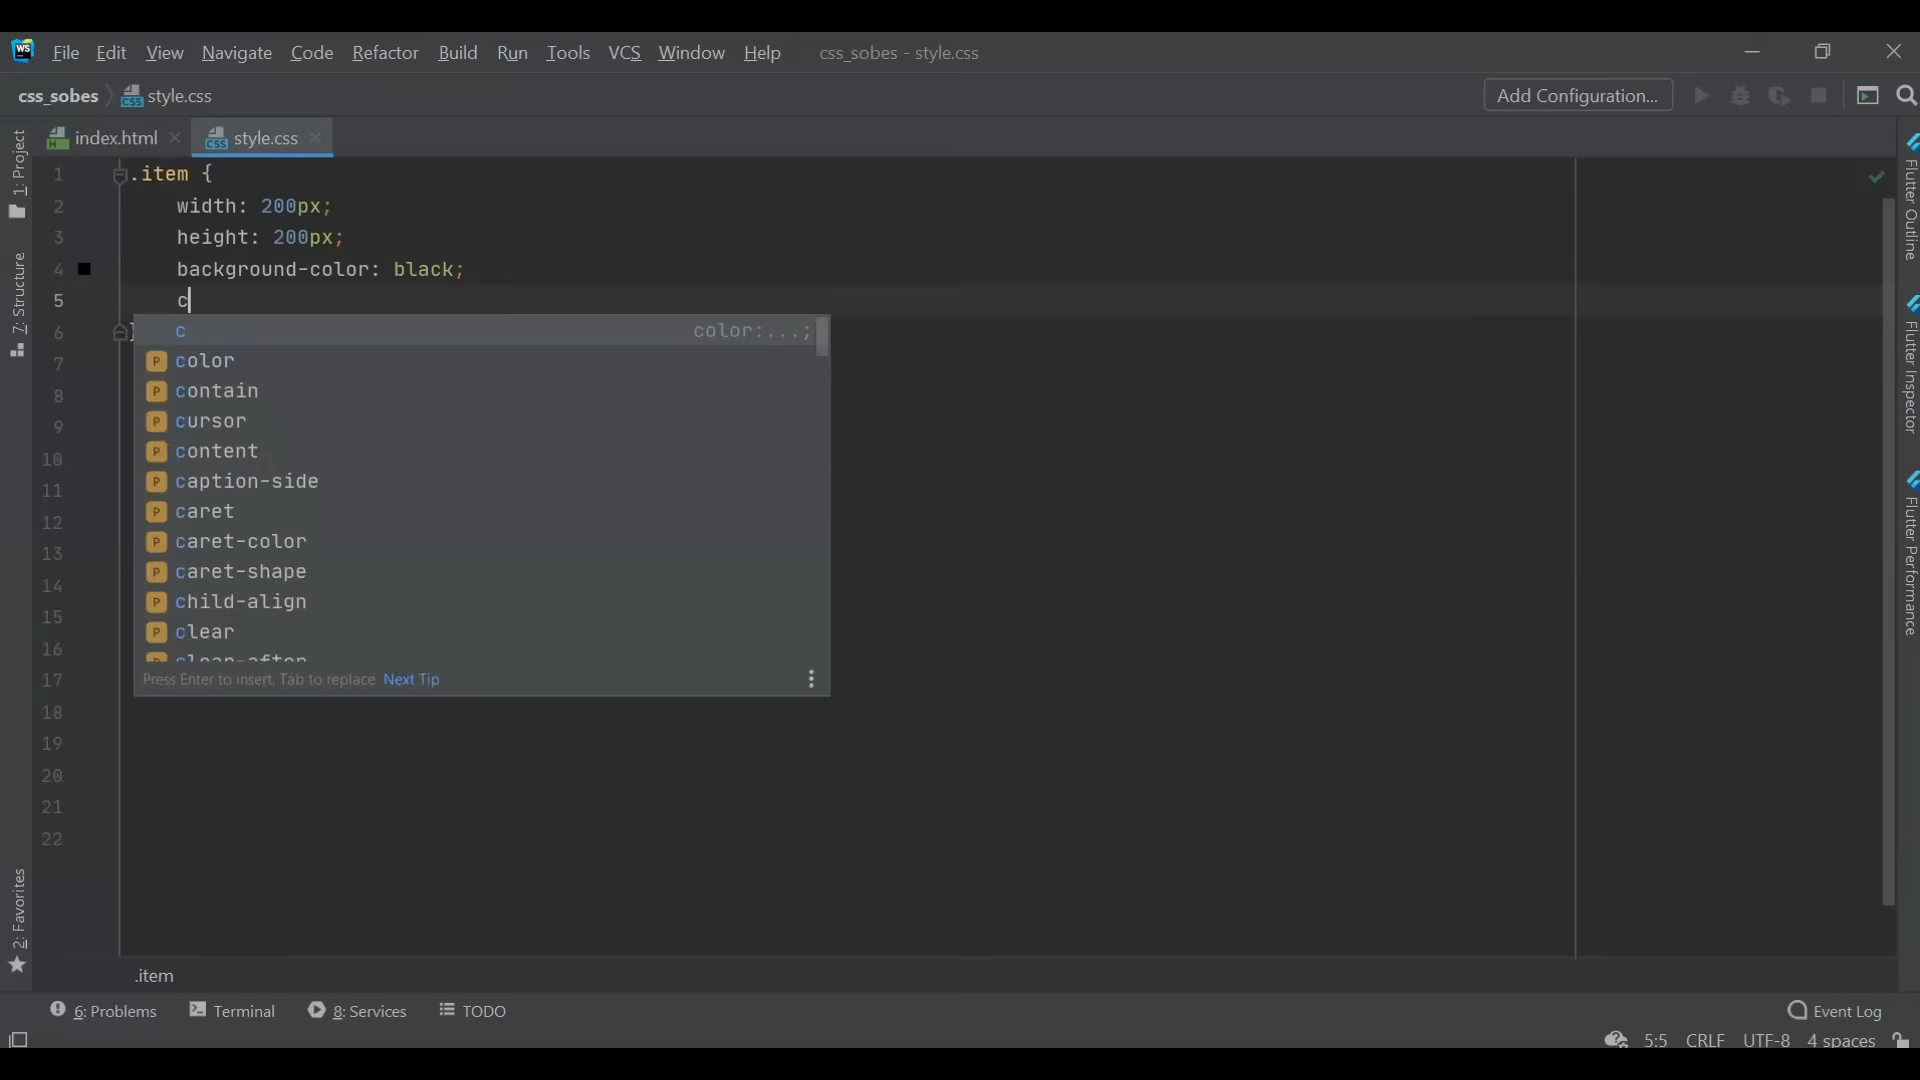 WS File Edit View Navigate Code Refactor Build Run Tools VCS Window Help css_sobes - style.css
css_sobes style.css Add Configuration...
index.html style.css
1: Project
7: Structure
2: Favorites
1 .item {
2 width: 200px;
3 height: 200px;
4 background-color: black;
5 c
6 }
7
8
9
10
11
12
13
14
15
16
17
18
19
20
21
22
c color:...;
color
contain
cursor
content
caption-side
caret
caret-color
caret-shape
child-align
clear
clear-after
Press Enter to insert, Tab to replace Next Tip
Flutter Outline
Flutter Inspector
Flutter Performance
.item
6: Problems Terminal 8: Services TODO Event Log
5:5 CRLF UTF-8 4 spaces